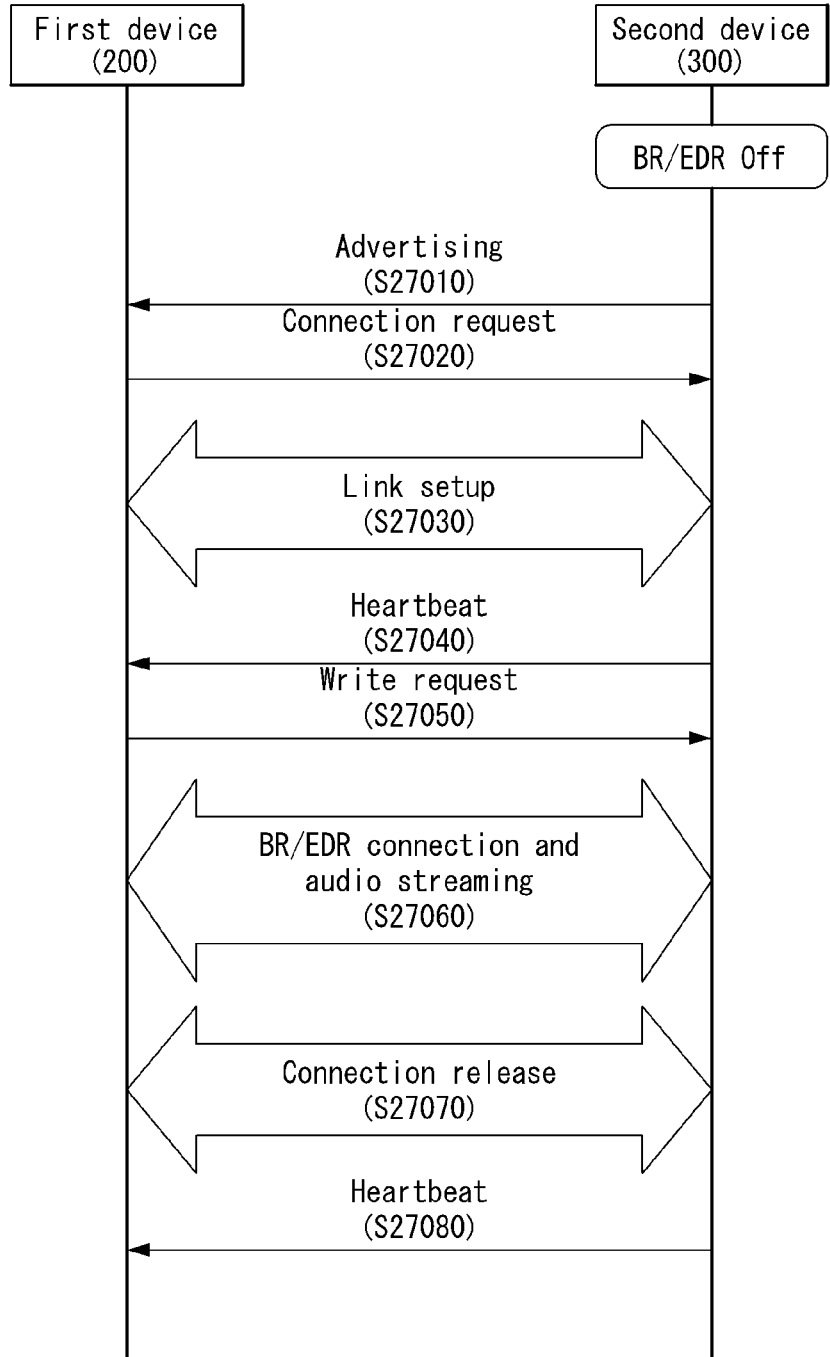 First device
(200)
Second device
(300)
BR/EDR Off
Advertising
(S27010)
Connection request
(S27020)
Link setup
(S27030)
Heartbeat
(S27040)
Write request
(S27050)
BR/EDR connection and
audio streaming
(S27060)
Connection release
(S27070)
Heartbeat
(S27080)